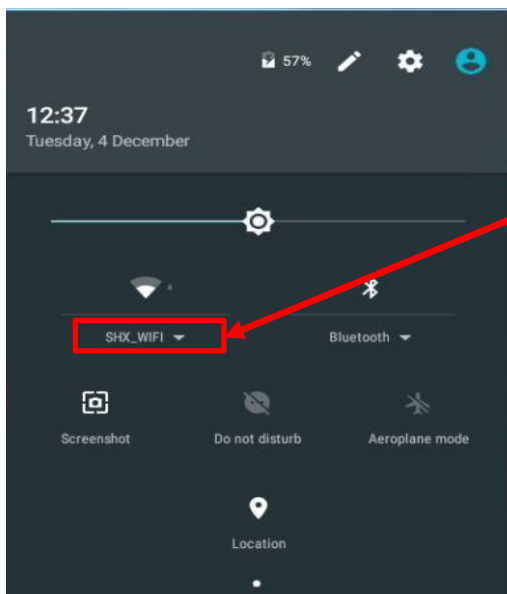 57%
12:37
Tuesday, 4 December
SHX_WIFI
Bluetooth
Screenshot
Do not disturb
Aeroplane mode
Location